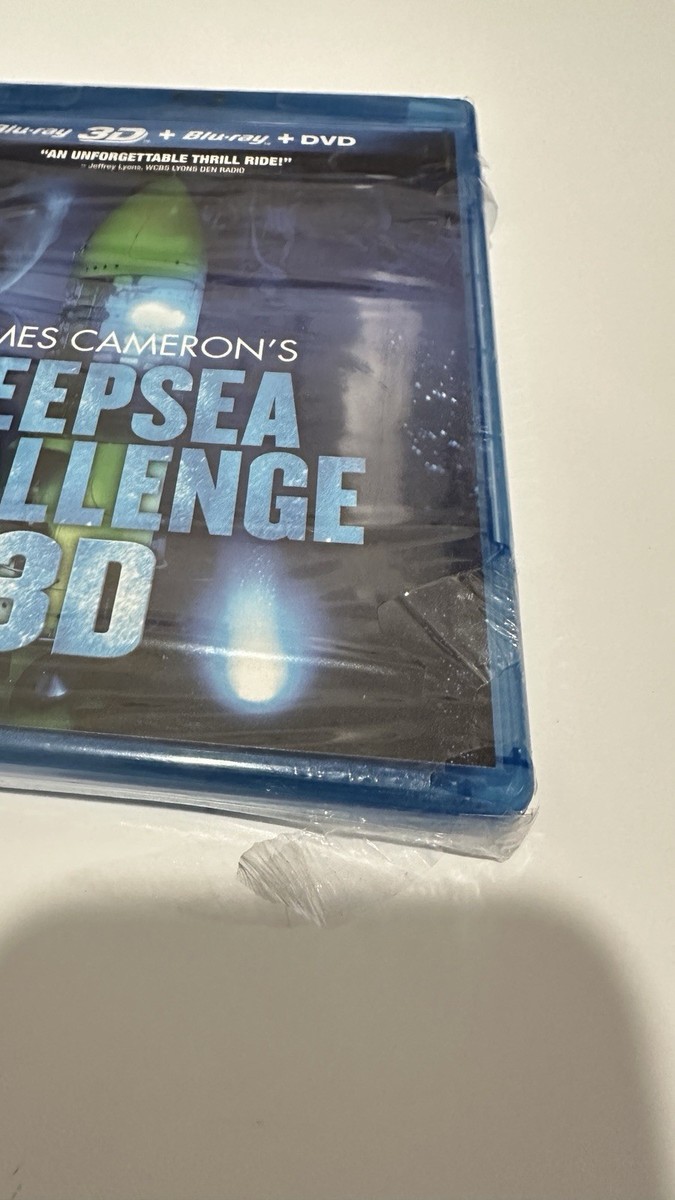 Blu-ray 3D + Blu-ray + DVD
"AN UNFORGETTABLE THRILL RIDE!"
– Jeffrey Lyons, WCBS LYONS DEN RADIO
MES CAMERON'S
EEPSEA
LLENGE
3D